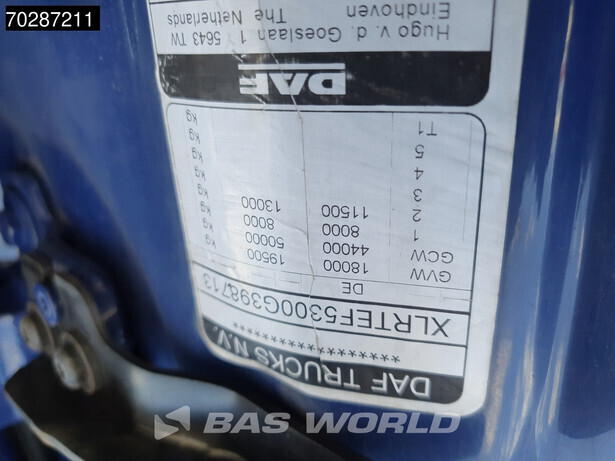 70287211
DAF TRUCKS N.V.
********************
XLRTEF5300G398713
DE
GVW 18000 19500 kg
GCW 44000 50000 kg
1 8000 8000 kg
2 11500 13000 kg
3 kg
4 kg
5 kg
T1 kg
DAF
Hugo v. d. Goeslaan 1 5643 TW
Eindhoven The Netherlands
BAS WORLD